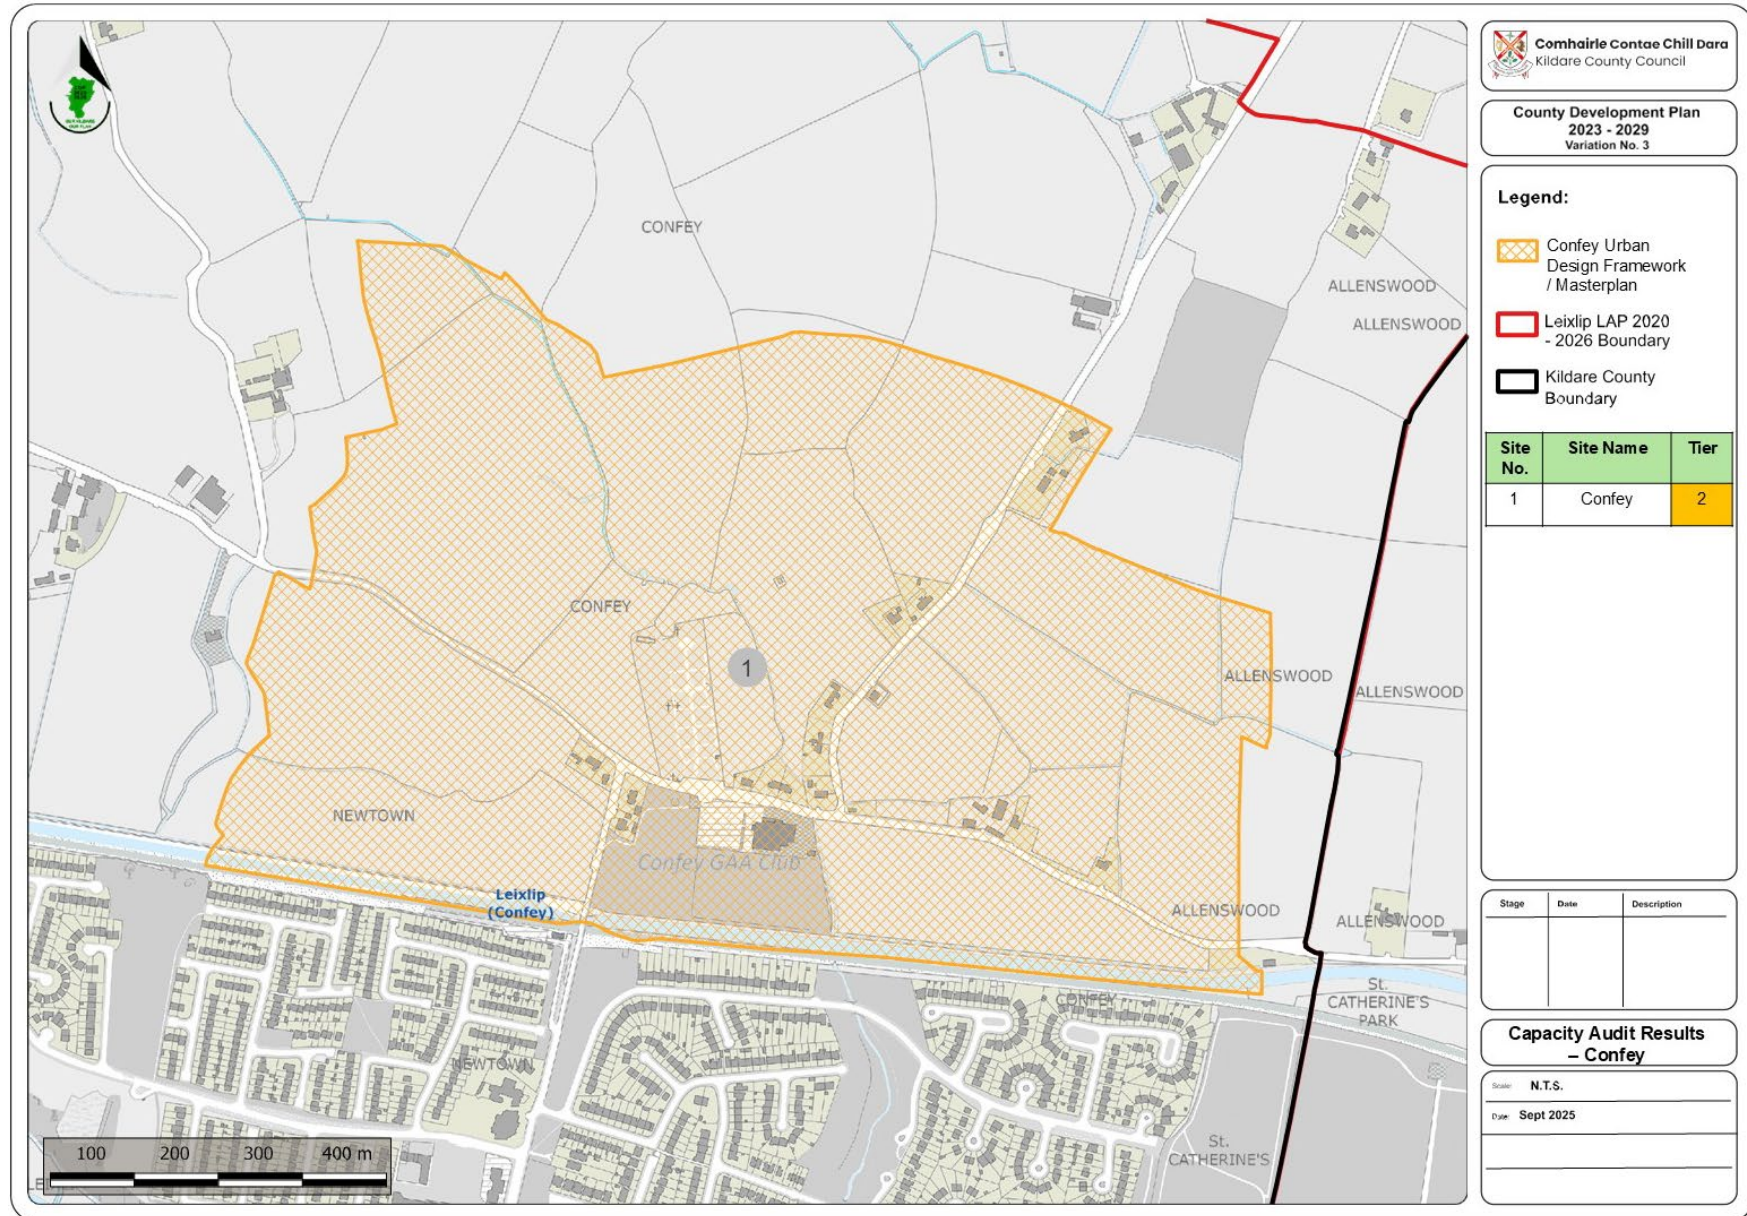 CONFEY
ALLENSWOOD
ALLENSWOOD
CONFEY
1
ALLENSWOOD
ALLENSWOOD
NEWTOWN
Confey GAA Club
Leixlip
(Confey)
ALLENSWOOD
ALLENSWOOD
St.
CATHERINE'S
PARK
CONFEY
NEWTOWN
St.
CATHERINE'S
100 200 300 400 m
Comhairle Contae Chill Dara
Kildare County Council
County Development Plan
2023 - 2029
Variation No. 3
Legend:
Confey Urban
Design Framework
/ Masterplan
Leixlip LAP 2020
- 2026 Boundary
Kildare County
Boundary
Site No. Site Name Tier
1 Confey 2
Stage Date Description
Capacity Audit Results
– Confey
Scale: N.T.S.
Date: Sept 2025